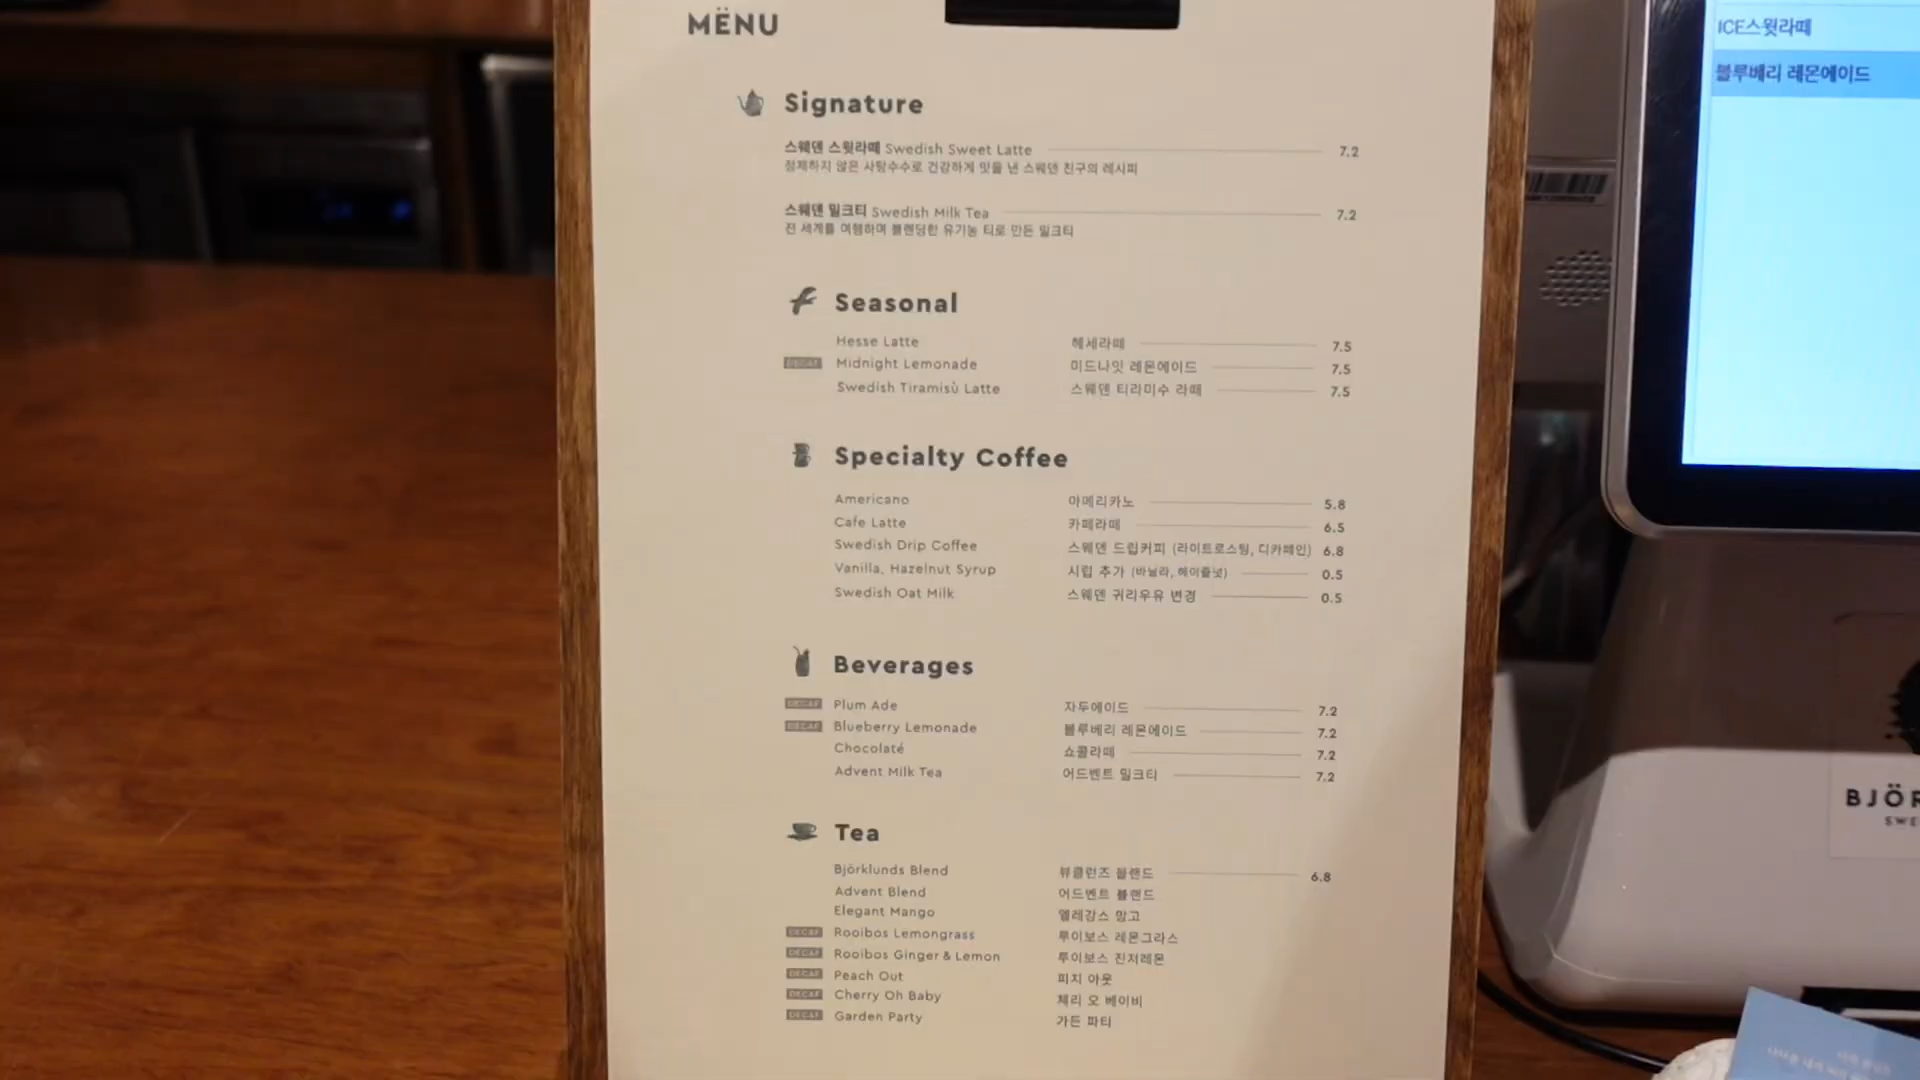 MËNU
Signature
스웨덴 스윗라떼 Swedish Sweet Latte 7.2
정제하지 않은 사탕수수로 건강하게 맛을 낸 스웨덴 친구의 레시피
스웨덴 밀크티 Swedish Milk Tea 7.2
전 세계를 여행하며 블렌딩한 유기농 티로 만든 밀크티
Seasonal
Hesse Latte 헤세라떼 7.5
DECAF Midnight Lemonade 미드나잇 레몬에이드 7.5
Swedish Tiramisù Latte 스웨덴 티라미수 라떼 7.5
Specialty Coffee
Americano 아메리카노 5.8
Cafe Latte 카페라떼 6.5
Swedish Drip Coffee 스웨덴 드립커피 (라이트로스팅, 디카페인) 6.8
Vanilla, Hazelnut Syrup 시럽 추가 (바닐라, 헤이즐넛) 0.5
Swedish Oat Milk 스웨덴 귀리우유 변경 0.5
Beverages
DECAF Plum Ade 자두에이드 7.2
DECAF Blueberry Lemonade 블루베리 레몬에이드 7.2
Chocolaté 쇼콜라떼 7.2
Advent Milk Tea 어드벤트 밀크티 7.2
Tea
Björklunds Blend 뷰클런즈 블랜드 6.8
Advent Blend 어드벤트 블랜드
Elegant Mango 엘레강스 망고
DECAF Rooibos Lemongrass 루이보스 레몬그라스
DECAF Rooibos Ginger & Lemon 루이보스 진저레몬
DECAF Peach Out 피치 아웃
DECAF Cherry Oh Baby 체리 오 베이비
DECAF Garden Party 가든 파티
ICE스윗라떼
블루베리 레몬에이드
BJÖR
SWE